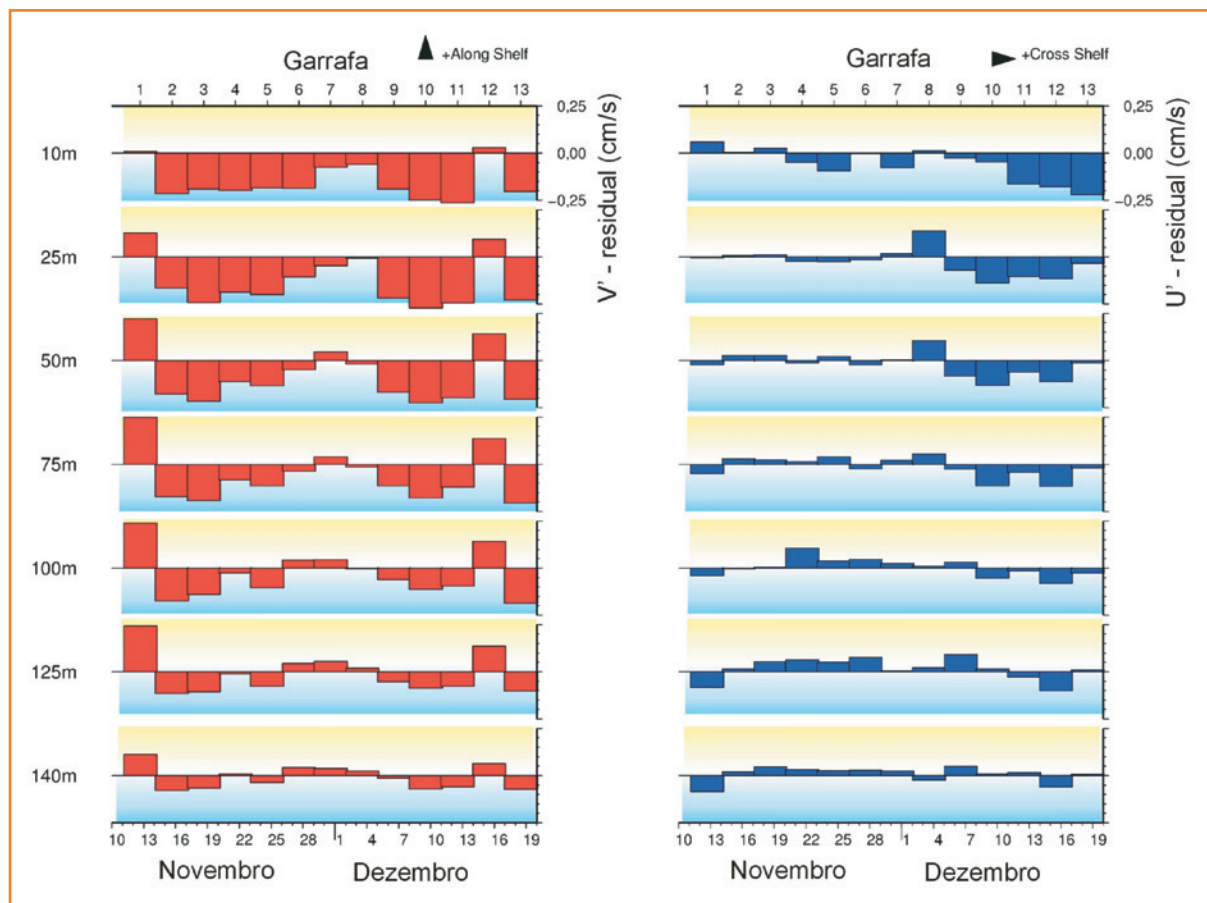 Garrafa
+Along Shelf
1 2 3 4 5 6 7 8 9 10 11 12 13
10m
25m
50m
75m
100m
125m
140m
0,25
0,00
−0,25
V' - residual (cm/s)
10 13 16 19 22 25 28 1 4 7 10 13 16 19
Novembro
Dezembro
Garrafa
+Cross Shelf
1 2 3 4 5 6 7 8 9 10 11 12 13
0,25
0,00
−0,25
U' - residual (cm/s)
10 13 16 19 22 25 28 1 4 7 10 13 16 19
Novembro
Dezembro